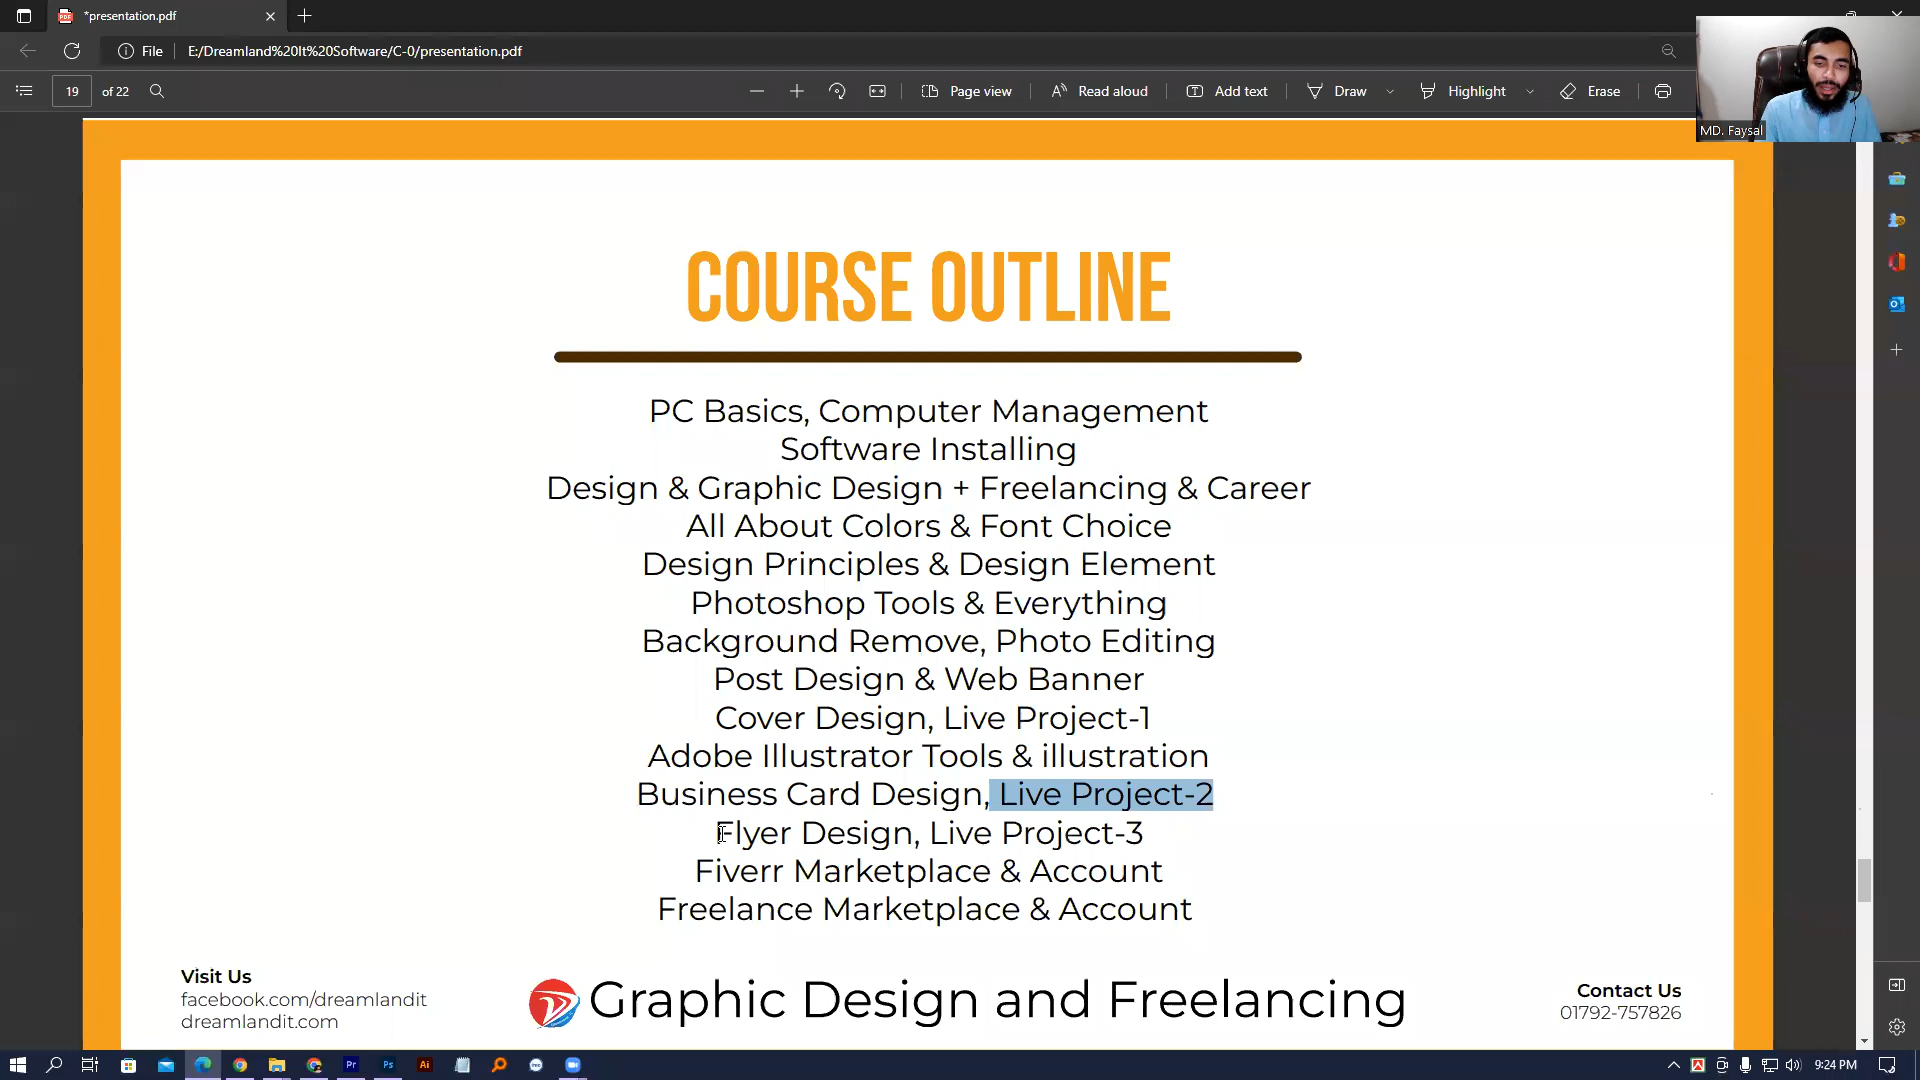 *presentation.pdf
File
E:/Dreamland%20It%20Software/C-0/presentation.pdf
19 of 22
Page view
Read aloud
Add text
Draw
Highlight
Erase
MD. Faysal
COURSE OUTLINE
PC Basics, Computer Management
Software Installing
Design & Graphic Design + Freelancing & Career
All About Colors & Font Choice
Design Principles & Design Element
Photoshop Tools & Everything
Background Remove, Photo Editing
Post Design & Web Banner
Cover Design, Live Project-1
Adobe Illustrator Tools & illustration
Business Card Design, Live Project-2
Flyer Design, Live Project-3
Fiverr Marketplace & Account
Freelance Marketplace & Account
Visit Us
facebook.com/dreamlandit
dreamlandit.com
Graphic Design and Freelancing
Contact Us
01792-757826
Pr
Ps
Ai
9:24 PM